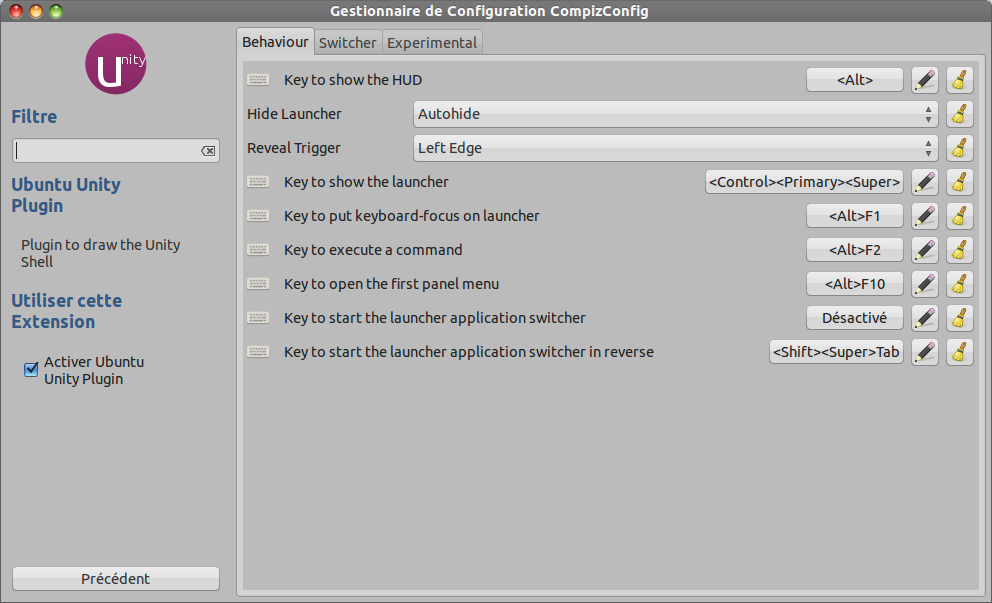 Gestionnaire de Configuration CompizConfig
Unity
Filtre
Ubuntu Unity
Plugin
Plugin to draw the Unity
Shell
Utiliser cette
Extension
Activer Ubuntu
Unity Plugin
Précédent
Behaviour Switcher Experimental
Key to show the HUD <Alt>
Hide Launcher Autohide
Reveal Trigger Left Edge
Key to show the launcher <Control><Primary><Super>
Key to put keyboard-focus on launcher <Alt>F1
Key to execute a command <Alt>F2
Key to open the first panel menu <Alt>F10
Key to start the launcher application switcher Désactivé
Key to start the launcher application switcher in reverse <Shift><Super>Tab